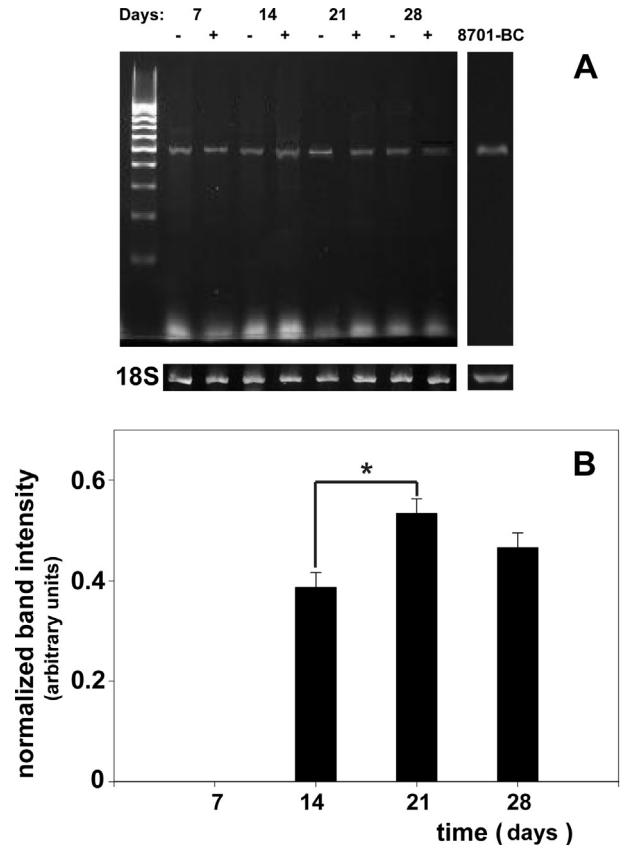 Days: 7 14 21 28
- + - + - + - + 8701-BC
A
18S
B
normalized band intensity
(arbitrary units)
0.6
0.4
0.2
0
*
7 14 21 28
time ( days )